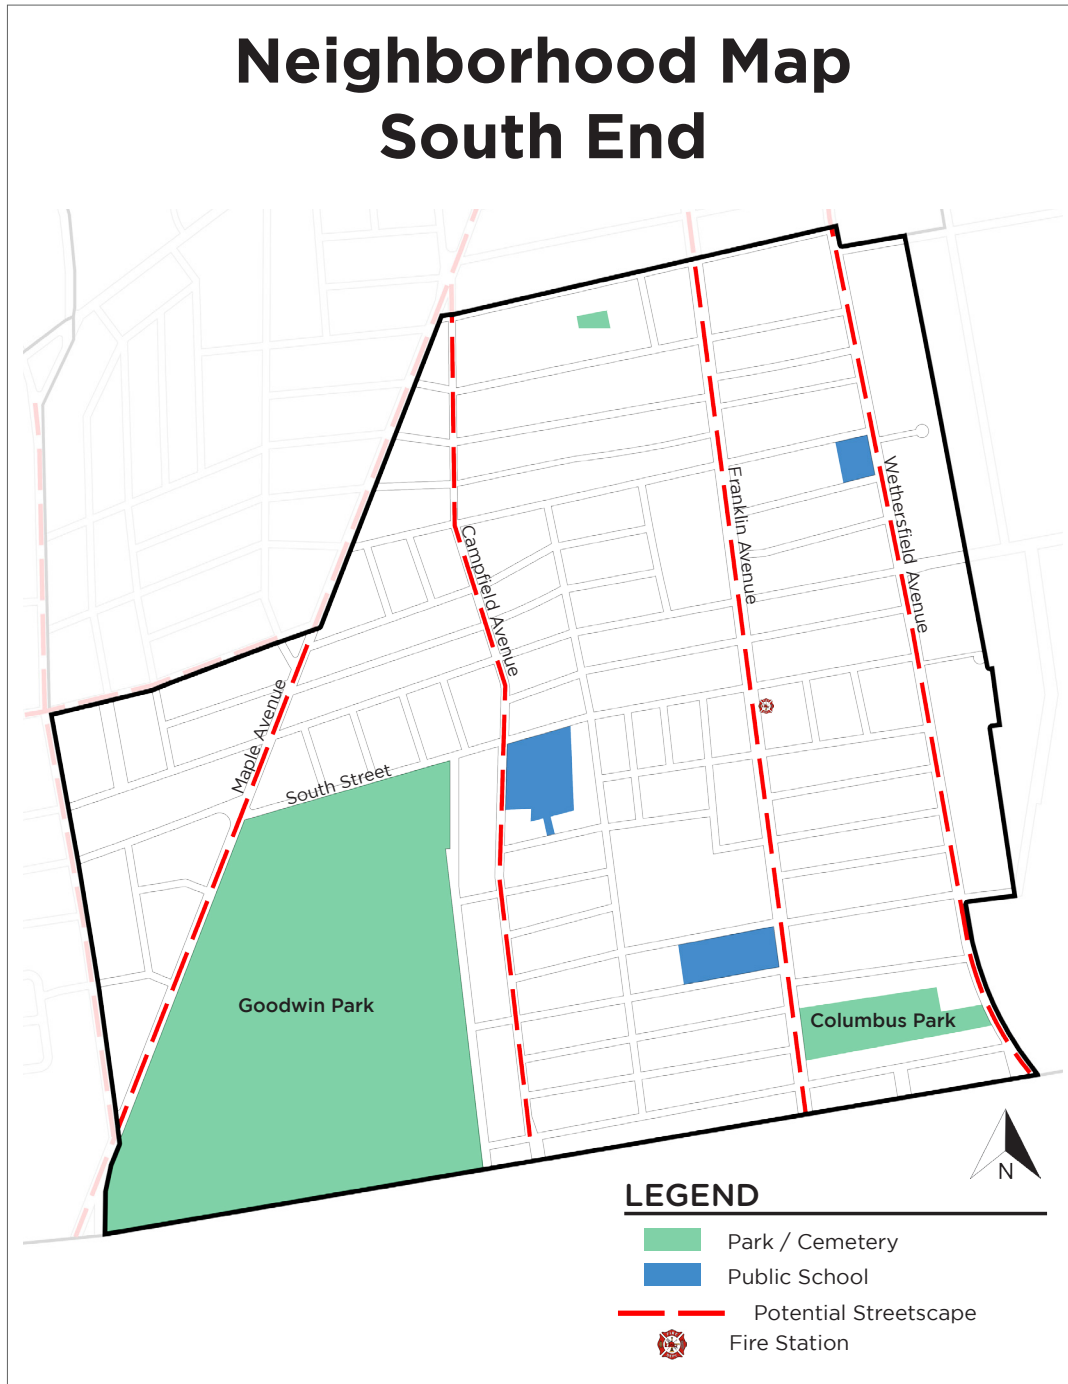 Neighborhood Map
South End
Franklin Avenue
Wethersfield Avenue
Campfield Avenue
Maple Avenue
South Street
Goodwin Park
Columbus Park
N
LEGEND
Park / Cemetery
Public School
Potential Streetscape
Fire Station